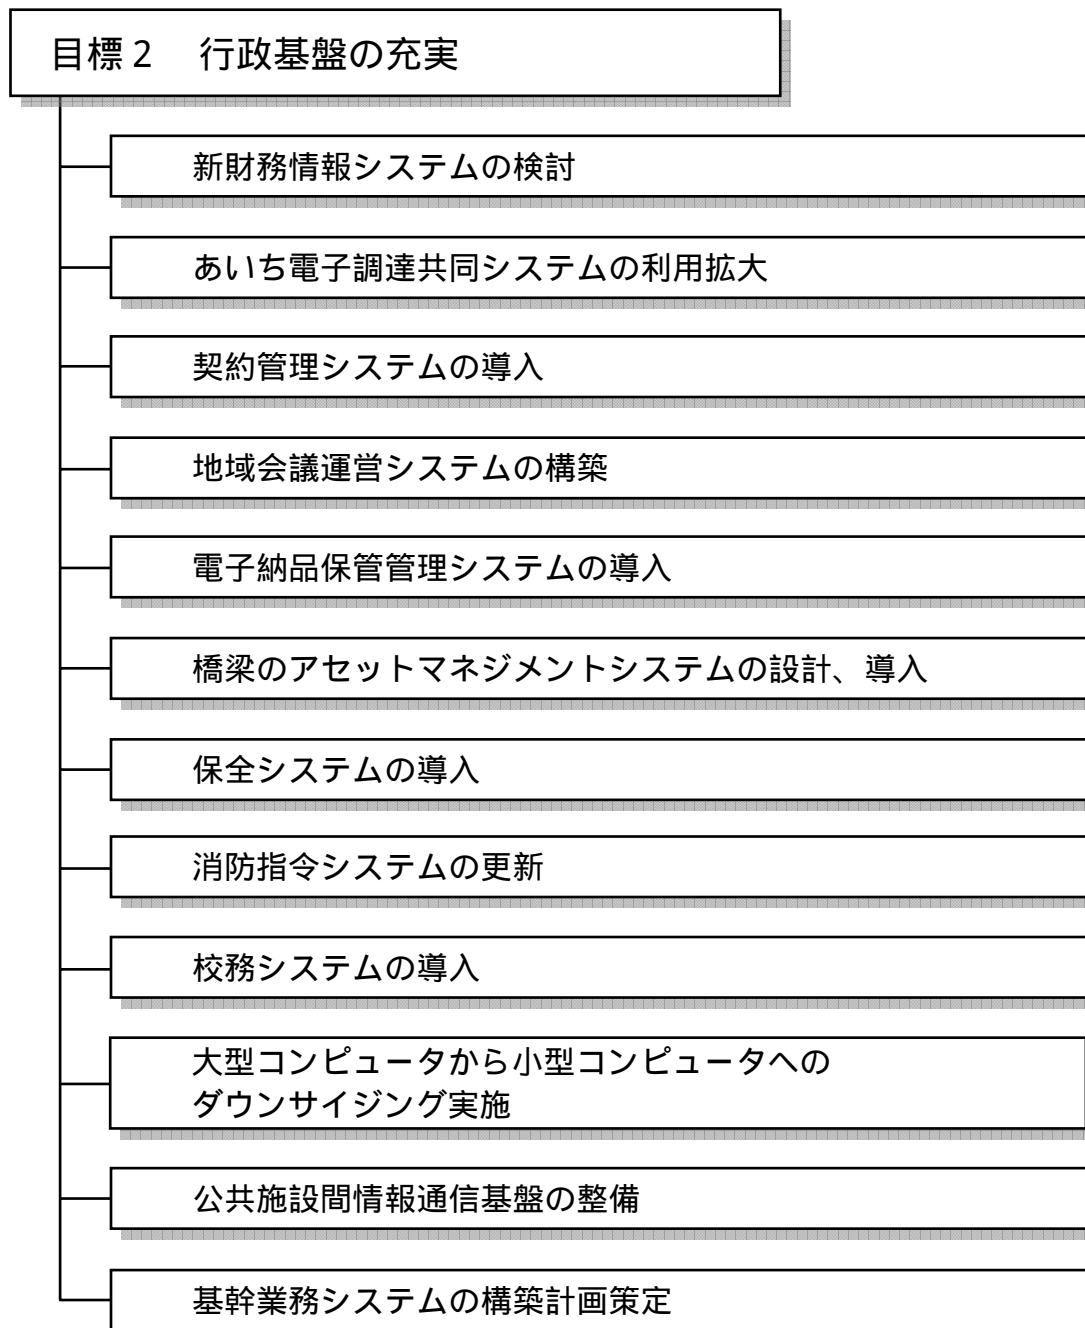 目標２　行政基盤の充実
新財務情報システムの検討
あいち電子調達共同システムの利用拡大
契約管理システムの導入
地域会議運営システムの構築
電子納品保管管理システムの導入
橋梁のアセットマネジメントシステムの設計、導入
保全システムの導入
消防指令システムの更新
校務システムの導入
大型コンピュータから小型コンピュータへの
ダウンサイジング実施
公共施設間情報通信基盤の整備
基幹業務システムの構築計画策定